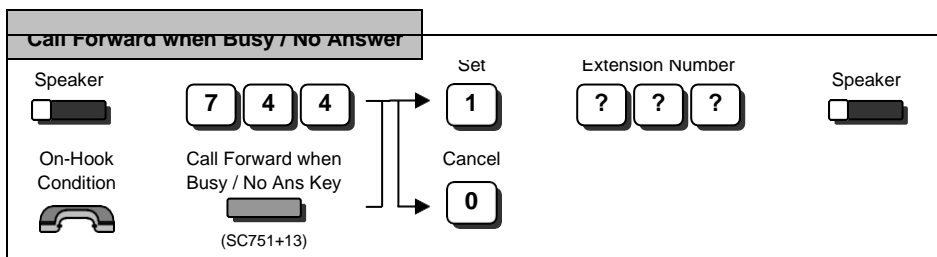 Call Forward when Busy / No Answer
Speaker
7 4 4
Set
1
Extension Number
? ? ?
Speaker
On-Hook
Condition
Call Forward when
Busy / No Ans Key
(SC751+13)
Cancel
0